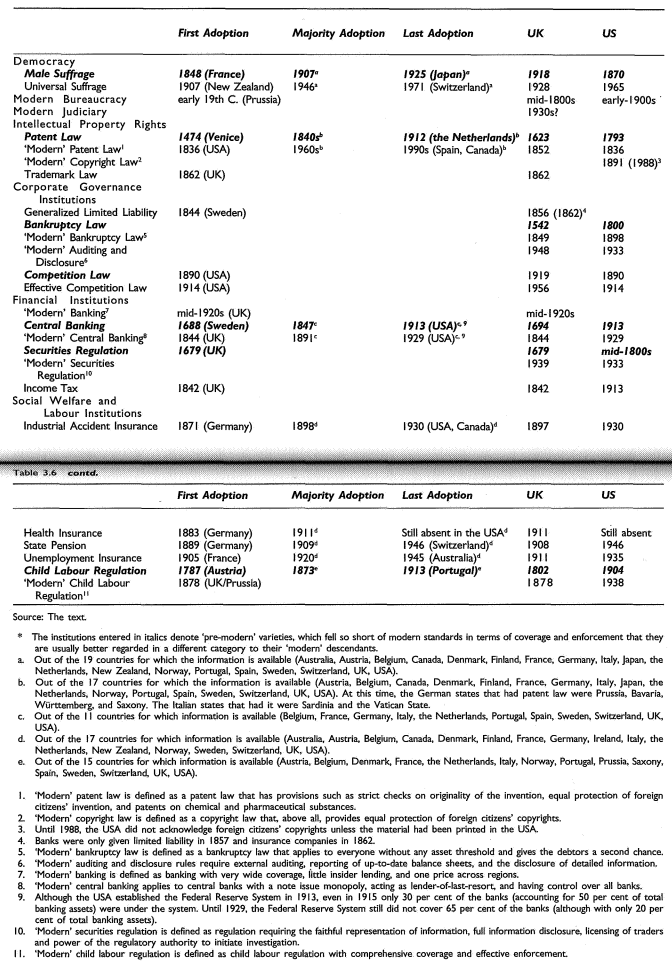 First Adoption Majority Adoption Last Adoption UK US
Democracy
Male Suffrage 1848 (France) 1907a 1925 (Japan)a 1918 1870
Universal Suffrage 1907 (New Zealand) 1946a 1971 (Switzerland)a 1928 1965
Modern Bureaucracy early 19th C. (Prussia) mid-1800s early-1900s
Modern Judiciary 1930s?
Intellectual Property Rights
Patent Law 1474 (Venice) 1840sb 1912 (the Netherlands)b 1623 1793
'Modern' Patent Law1 1836 (USA) 1960sb 1990s (Spain, Canada)b 1852 1836
'Modern' Copyright Law2 1891 (1988)3
Trademark Law 1862 (UK) 1862
Corporate Governance
Institutions
Generalized Limited Liability 1844 (Sweden) 1856 (1862)4
Bankruptcy Law 1542 1800
'Modern' Bankruptcy Law5 1849 1898
'Modern' Auditing and 1948 1933
Disclosure6
Competition Law 1890 (USA) 1919 1890
Effective Competition Law 1914 (USA) 1956 1914
Financial Institutions
'Modern' Banking7 mid-1920s (UK) mid-1920s
Central Banking 1688 (Sweden) 1847c 1913 (USA)c, 9 1694 1913
'Modern' Central Banking8 1844 (UK) 1891c 1929 (USA)c, 9 1844 1929
Securities Regulation 1679 (UK) 1679 mid-1800s
'Modern' Securities 1939 1933
Regulation10
Income Tax 1842 (UK) 1842 1913
Social Welfare and
Labour Institutions
Industrial Accident Insurance 1871 (Germany) 1898d 1930 (USA, Canada)d 1897 1930
Table 3.6 contd.
First Adoption Majority Adoption Last Adoption UK US
Health Insurance 1883 (Germany) 1911d Still absent in the USAd 1911 Still absent
State Pension 1889 (Germany) 1909d 1946 (Switzerland)d 1908 1946
Unemployment Insurance 1905 (France) 1920d 1945 (Australia)d 1911 1935
Child Labour Regulation 1787 (Austria) 1873e 1913 (Portugal)e 1802 1904
'Modern' Child Labour 1878 (UK/Prussia) 1878 1938
Regulation11
Source: The text.
* The institutions entered in italics denote 'pre-modern' varieties, which fell so short of modern standards in terms of coverage and enforcement that they
are usually better regarded in a different category to their 'modern' descendants.
a. Out of the 19 countries for which the information is available (Australia, Austria, Belgium, Canada, Denmark, Finland, France, Germany, Italy, Japan, the
Netherlands, New Zealand, Norway, Portugal, Spain, Sweden, Switzerland, UK, USA).
b. Out of the 17 countries for which the information is available (Austria, Belgium, Canada, Denmark, Finland, France, Germany, Italy, Japan, the
Netherlands, Norway, Portugal, Spain, Sweden, Switzerland, UK, USA). At this time, the German states that had patent law were Prussia, Bavaria,
Württemberg, and Saxony. The Italian states that had it were Sardinia and the Vatican State.
c. Out of the 11 countries for which information is available (Belgium, France, Germany, Italy, the Netherlands, Portugal, Spain, Sweden, Switzerland, UK,
USA).
d. Out of the 17 countries for which information is available (Australia, Austria, Belgium, Canada, Denmark, Finland, France, Germany, Ireland, Italy, the
Netherlands, New Zealand, Norway, Sweden, Switzerland, UK, USA).
e. Out of the 15 countries for which information is available (Austria, Belgium, Denmark, France, the Netherlands, Italy, Norway, Portugal, Prussia, Saxony,
Spain, Sweden, Switzerland, UK, USA).
1. 'Modern' patent law is defined as a patent law that has provisions such as strict checks on originality of the invention, equal protection of foreign
citizens' invention, and patents on chemical and pharmaceutical substances.
2. 'Modern' copyright law is defined as a copyright law that, above all, provides equal protection of foreign citizens' copyrights.
3. Until 1988, the USA did not acknowledge foreign citizens' copyrights unless the material had been printed in the USA.
4. Banks were only given limited liability in 1857 and insurance companies in 1862.
5. 'Modern' bankruptcy law is defined as a bankruptcy law that applies to everyone without any asset threshold and gives the debtors a second chance.
6. 'Modern' auditing and disclosure rules require external auditing, reporting of up-to-date balance sheets, and the disclosure of detailed information.
7. 'Modern' banking is defined as banking with very wide coverage, little insider lending, and one price across regions.
8. 'Modern' central banking applies to central banks with a note issue monopoly, acting as lender-of-last-resort, and having control over all banks.
9. Although the USA established the Federal Reserve System in 1913, even in 1915 only 30 per cent of the banks (accounting for 50 per cent of total
banking assets) were under the system. Until 1929, the Federal Reserve System still did not cover 65 per cent of the banks (although with only 20 per
cent of total banking assets).
10. 'Modern' securities regulation is defined as regulation requiring the faithful representation of information, full information disclosure, licensing of traders
and power of the regulatory authority to initiate investigation.
11. 'Modern' child labour regulation is defined as child labour regulation with comprehensive coverage and effective enforcement.